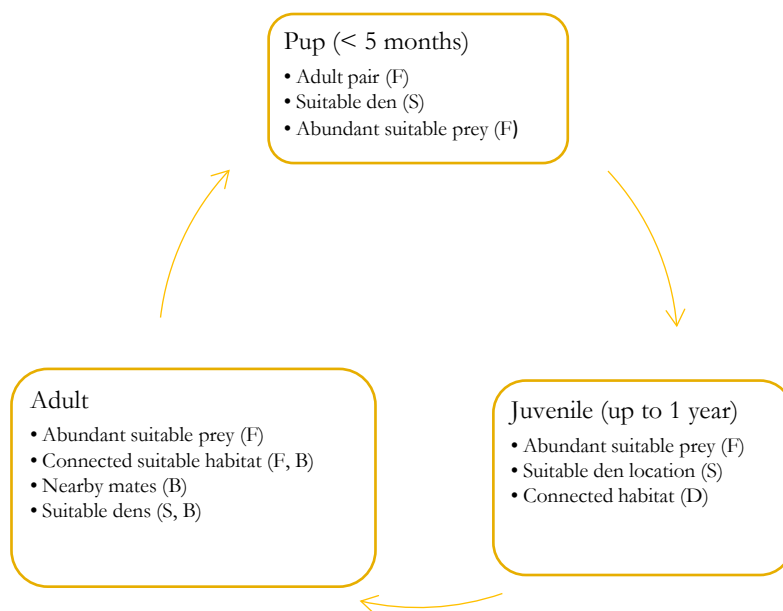 Pup (< 5 months)
• Adult pair (F)
• Suitable den (S)
• Abundant suitable prey (F)
Adult
• Abundant suitable prey (F)
• Connected suitable habitat (F, B)
• Nearby mates (B)
• Suitable dens (S, B)
Juvenile (up to 1 year)
• Abundant suitable prey (F)
• Suitable den location (S)
• Connected habitat (D)